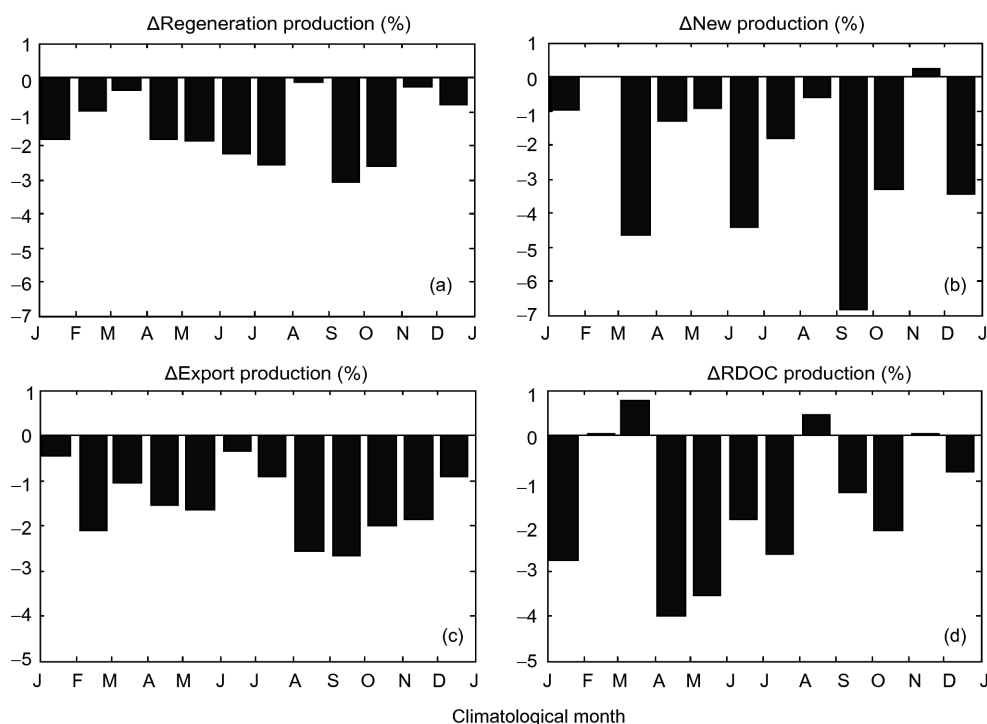 ΔRegeneration production (%)
1
0
−1
−2
−3
−4
−5
−6
−7
(a)
J F M A M J J A S O N D J
ΔNew production (%)
1
0
−1
−2
−3
−4
−5
−6
−7
(b)
J F M A M J J A S O N D J
ΔExport production (%)
1
0
−1
−2
−3
−4
−5
(c)
J F M A M J J A S O N D J
ΔRDOC production (%)
1
0
−1
−2
−3
−4
−5
(d)
J F M A M J J A S O N D J
Climatological month